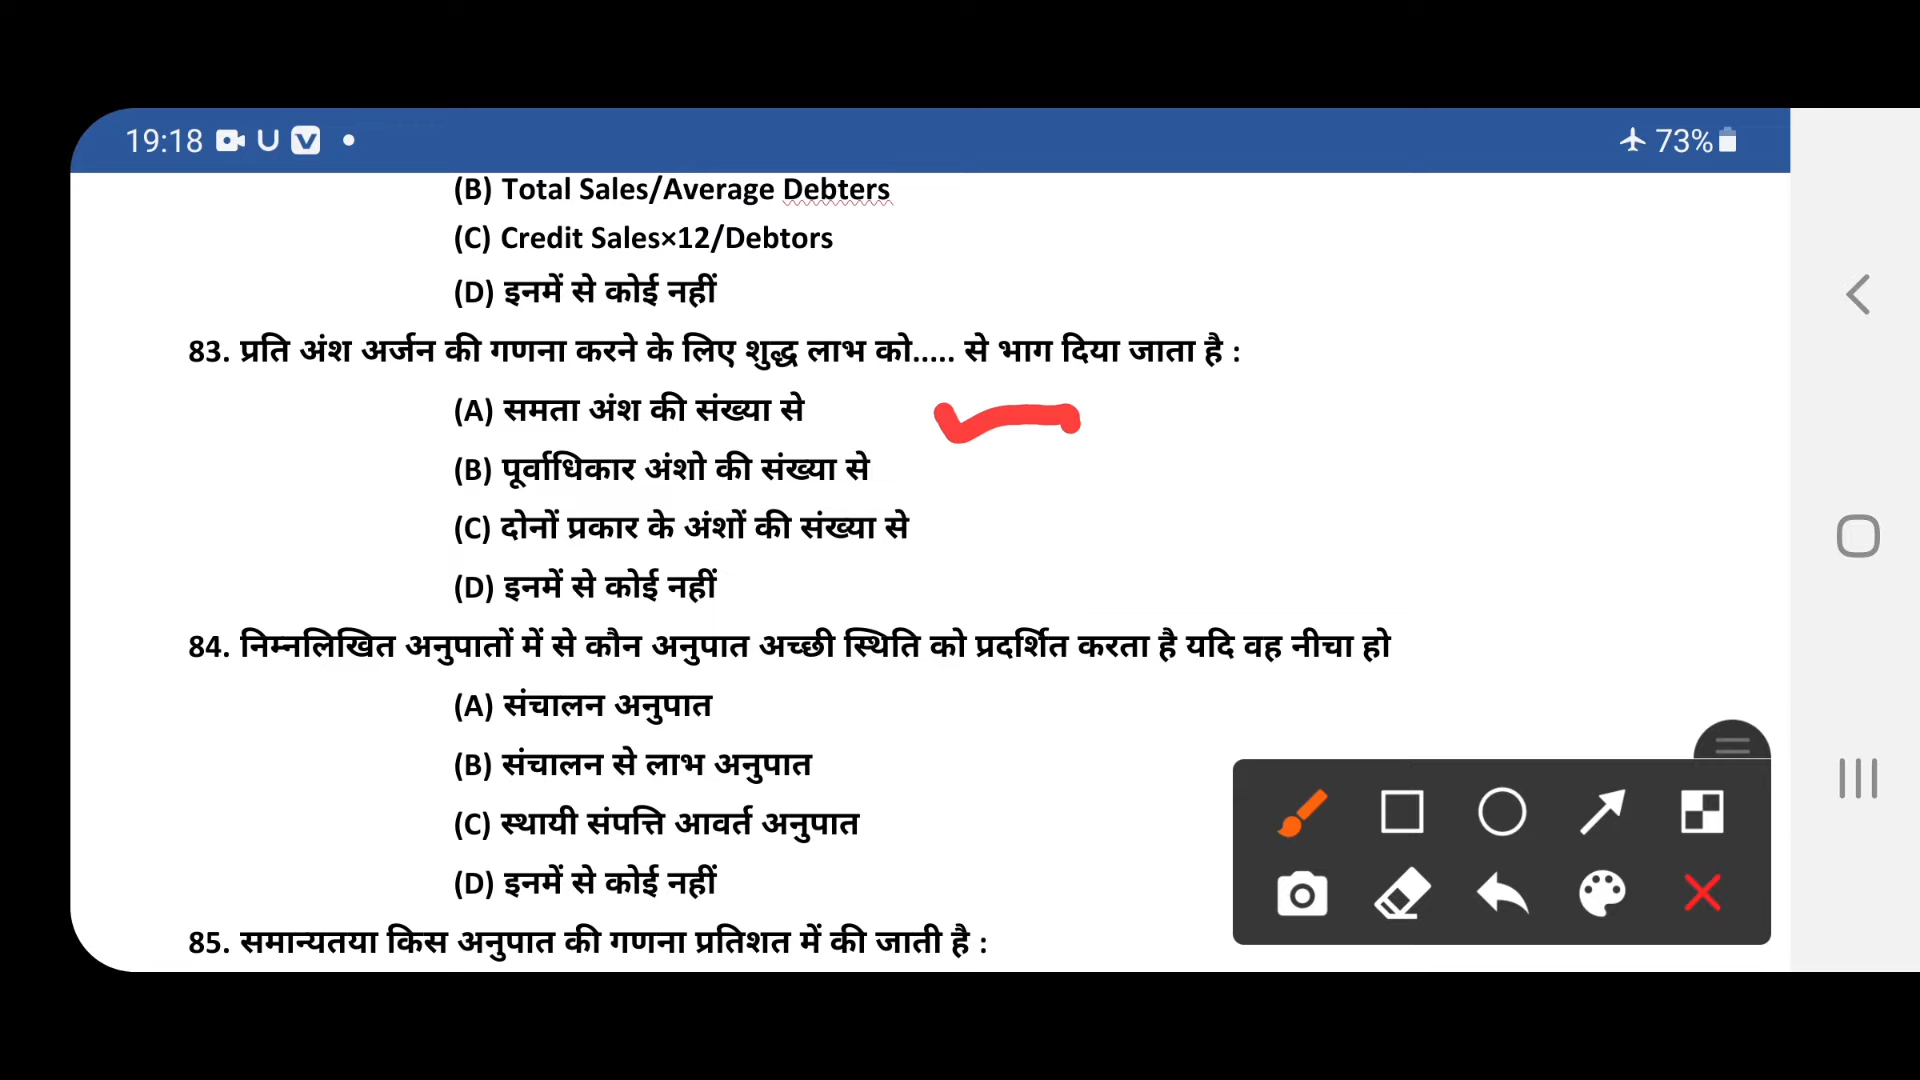 19:18 U V 73%
(B) Total Sales/Average Debters
(C) Credit Sales×12/Debtors
(D) इनमें से कोई नहीं
83. प्रति अंश अर्जन की गणना करने के लिए शुद्ध लाभ को..... से भाग दिया जाता है :
(A) समता अंश की संख्या से
(B) पूर्वाधिकार अंशो की संख्या से
(C) दोनों प्रकार के अंशों की संख्या से
(D) इनमें से कोई नहीं
84. निम्नलिखित अनुपातों में से कौन अनुपात अच्छी स्थिति को प्रदर्शित करता है यदि वह नीचा हो
(A) संचालन अनुपात
(B) संचालन से लाभ अनुपात
(C) स्थायी संपत्ति आवर्त अनुपात
(D) इनमें से कोई नहीं
85. समान्यतया किस अनुपात की गणना प्रतिशत में की जाती है :